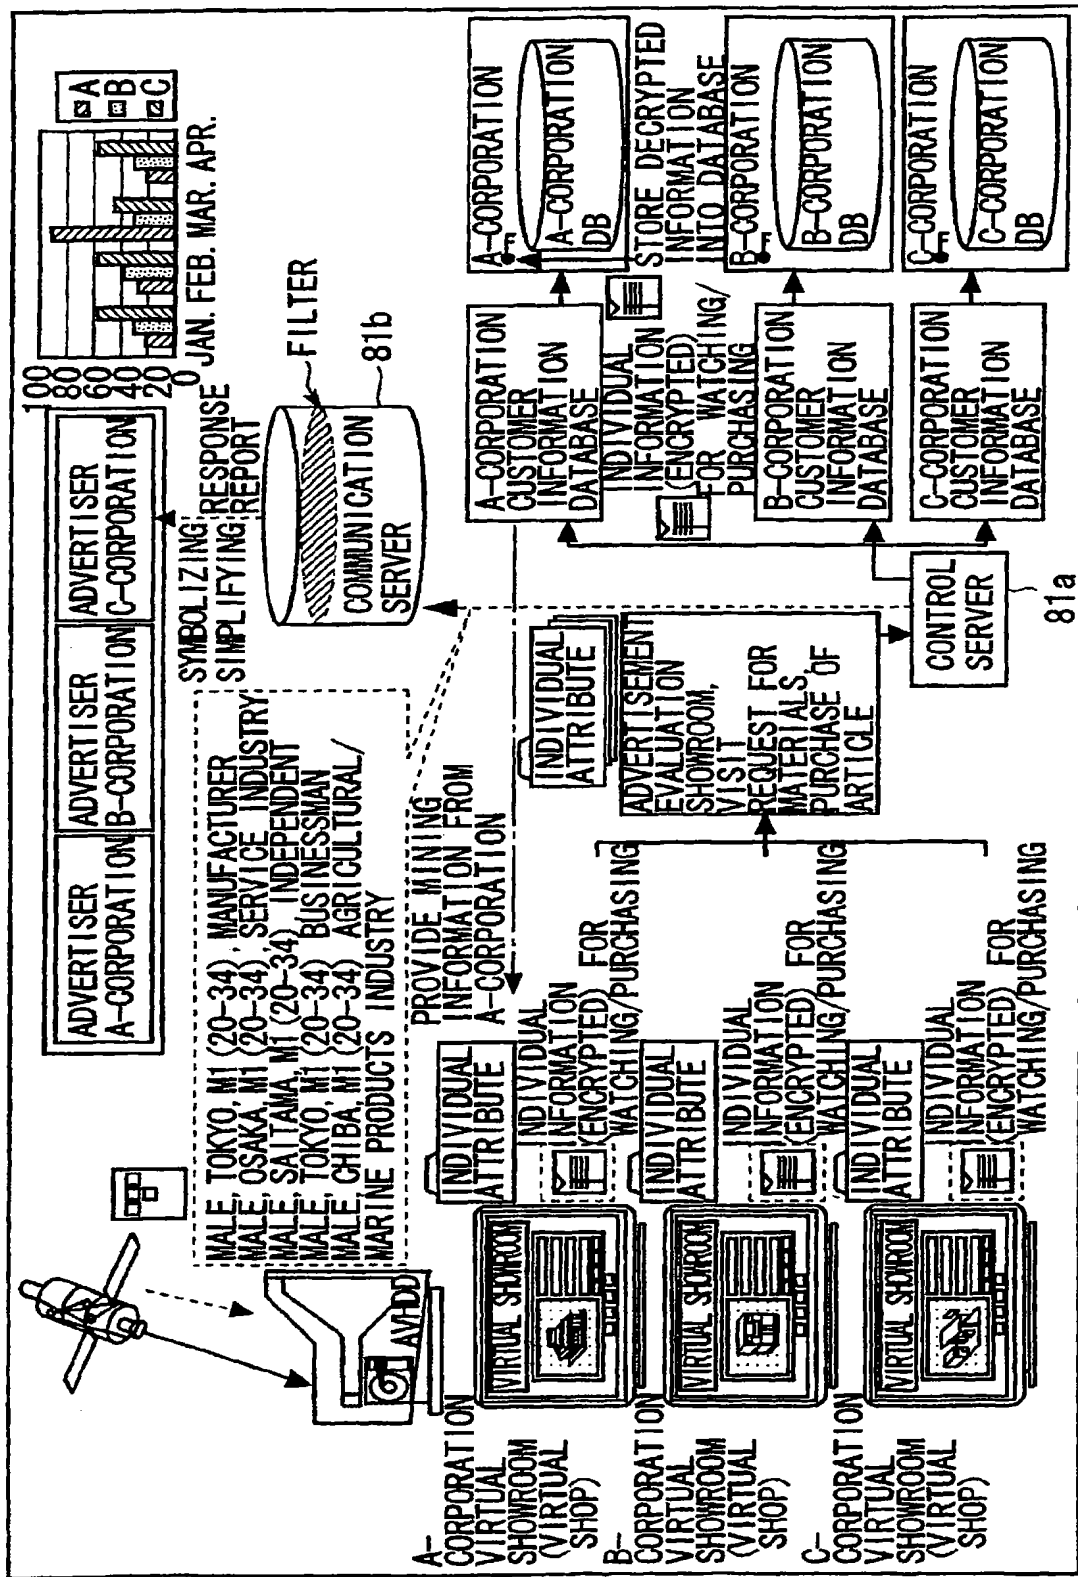 ADVERTISER
A-CORPORATION
ADVERTISER
B-CORPORATION
ADVERTISER
C-CORPORATION
100
80
60
40
20
0
JAN. FEB. MAR. APR.
A
B
C
SYMBOLIZING
SIMPLIFYING
RESPONSE
REPORT
FILTER
COMMUNICATION
SERVER
81b
MALE, TOKYO, M1 (20-34), MANUFACTURER
MALE, OSAKA, M1 (20-34), SERVICE INDUSTRY
MALE, SAITAMA, M1 (20-34), INDEPENDENT
MALE, TOKYO, M1 (20-34) BUSINESSMAN
MALE, CHIBA, M1 (20-34) AGRICULTURAL/
MARINE PRODUCTS INDUSTRY
AVHDD
PROVIDE MINING
INFORMATION FROM
A-CORPORATION
A-
CORPORATION
VIRTUAL
SHOWROOM
(VIRTUAL
SHOP)
VIRTUAL SHOWROOM
INDIVIDUAL
ATTRIBUTE
INDIVIDUAL
INFORMATION
(ENCRYPTED) FOR
WATCHING/PURCHASING
B-
CORPORATION
VIRTUAL
SHOWROOM
(VIRTUAL
SHOP)
VIRTUAL SHOWROOM
INDIVIDUAL
ATTRIBUTE
INDIVIDUAL
INFORMATION
(ENCRYPTED) FOR
WATCHING/PURCHASING
C-
CORPORATION
VIRTUAL
SHOWROOM
(VIRTUAL
SHOP)
VIRTUAL SHOWROOM
INDIVIDUAL
ATTRIBUTE
INDIVIDUAL
INFORMATION
(ENCRYPTED) FOR
WATCHING/PURCHASING
INDIVIDUAL
ATTRIBUTE
ADVERTISEMENT
EVALUATION
SHOWROOM,
VISIT
REQUEST FOR
MATERIALS,
PURCHASE OF
ARTICLE
CONTROL
SERVER
81a
A-CORPORATION
CUSTOMER
INFORMATION
DATABASE
INDIVIDUAL
INFORMATION
(ENCRYPTED)
FOR WATCHING/
PURCHASING
B-CORPORATION
CUSTOMER
INFORMATION
DATABASE
C-CORPORATION
CUSTOMER
INFORMATION
DATABASE
A-CORPORATION
F
A-CORPORATION
DB
STORE DECRYPTED
INFORMATION
INTO DATABASE
B-CORPORATION
F
B-CORPORATION
DB
C-CORPORATION
F
C-CORPORATION
DB